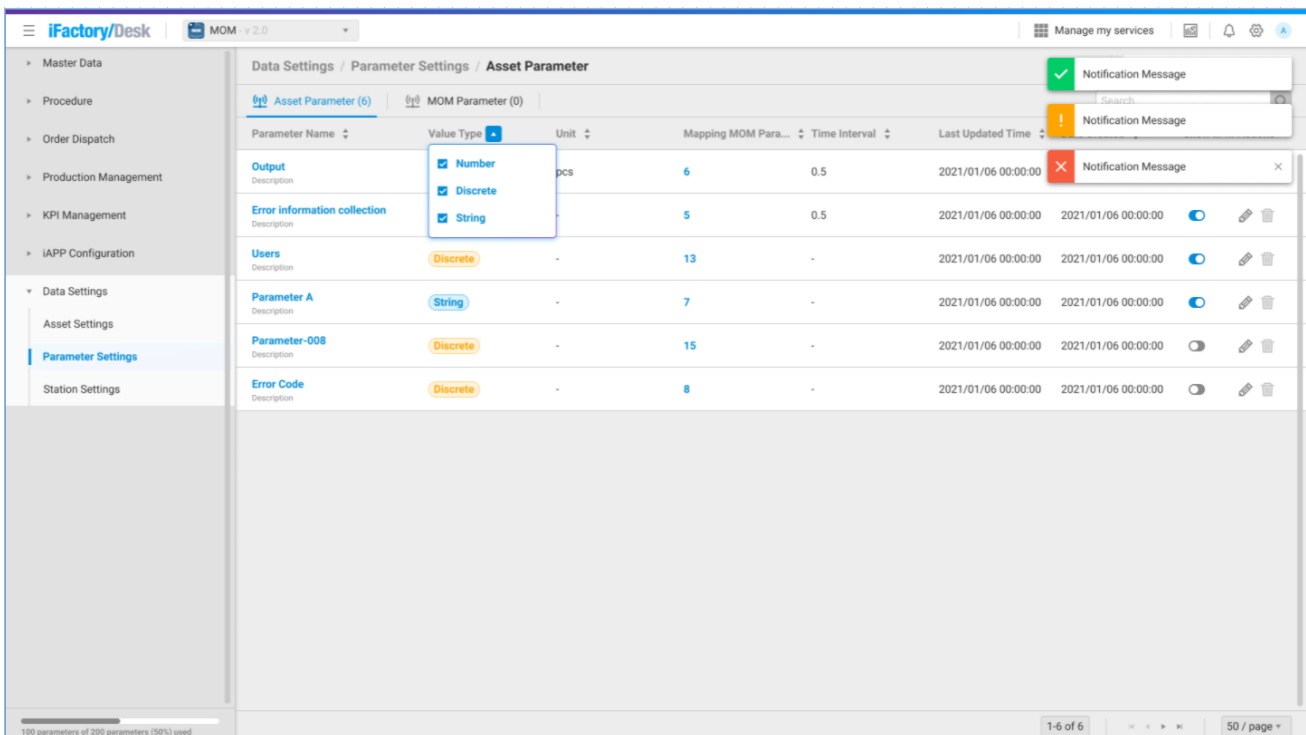 iFactory/Desk
MOM - v 2.0
Manage my services
A
Master Data
Procedure
Order Dispatch
Production Management
KPI Management
iAPP Configuration
Data Settings
Asset Settings
Parameter Settings
Station Settings
100 parameters of 200 parameters (50%) used
Data Settings / Parameter Settings / Asset Parameter
Asset Parameter (6)
MOM Parameter (0)
Search
Notification Message
Notification Message
Notification Message
Parameter Name Value Type Unit Mapping MOM Para... Time Interval Last Updated Time
Number
Discrete
String
Output pcs 6 0.5 2021/01/06 00:00:00
Description
Error information collection - 5 0.5 2021/01/06 00:00:00 2021/01/06 00:00:00
Description
Users Discrete - 13 - 2021/01/06 00:00:00 2021/01/06 00:00:00
Description
Parameter A String - 7 - 2021/01/06 00:00:00 2021/01/06 00:00:00
Description
Parameter-008 Discrete - 15 - 2021/01/06 00:00:00 2021/01/06 00:00:00
Description
Error Code Discrete - 8 - 2021/01/06 00:00:00 2021/01/06 00:00:00
Description
1-6 of 6
50 / page